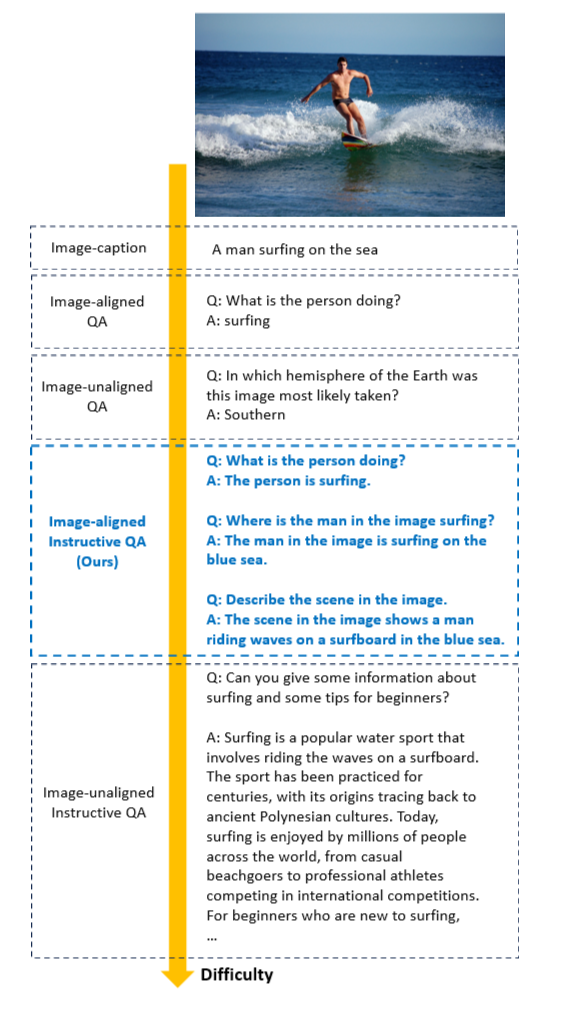 Image-caption
A man surfing on the sea
Image-aligned
QA
Q: What is the person doing?
A: surfing
Image-unaligned
QA
Q: In which hemisphere of the Earth was
this image most likely taken?
A: Southern
Image-aligned
Instructive QA
(Ours)
Q: What is the person doing?
A: The person is surfing.
Q: Where is the man in the image surfing?
A: The man in the image is surfing on the
blue sea.
Q: Describe the scene in the image.
A: The scene in the image shows a man
riding waves on a surfboard in the blue sea.
Image-unaligned
Instructive QA
Q: Can you give some information about
surfing and some tips for beginners?
A: Surfing is a popular water sport that
involves riding the waves on a surfboard.
The sport has been practiced for
centuries, with its origins tracing back to
ancient Polynesian cultures. Today,
surfing is enjoyed by millions of people
across the world, from casual
beachgoers to professional athletes
competing in international competitions.
For beginners who are new to surfing,
...
Difficulty